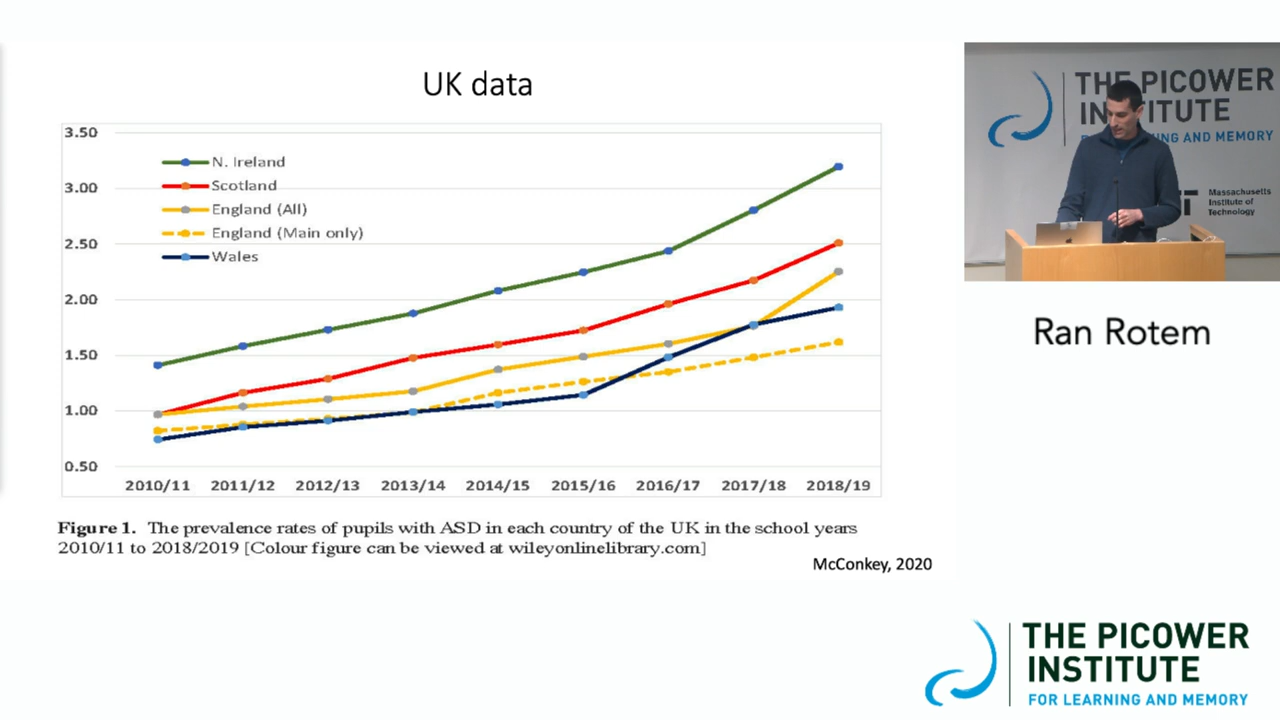 UK data
3.50
3.00
2.50
2.00
1.50
1.00
0.50
N. Ireland
Scotland
England (All)
England (Main only)
Wales
2010/11 2011/12 2012/13 2013/14 2014/15 2015/16 2016/17 2017/18 2018/19
Figure 1. The prevalence rates of pupils with ASD in each country of the UK in the school years
2010/11 to 2018/2019 [Colour figure can be viewed at wileyonlinelibrary.com]
McConkey, 2020
THE PICOWER
INSTITUTE
NG AND MEMORY
Massachusetts
Institute of
Technology
Ran Rotem
THE PICOWER
INSTITUTE
FOR LEARNING AND MEMORY